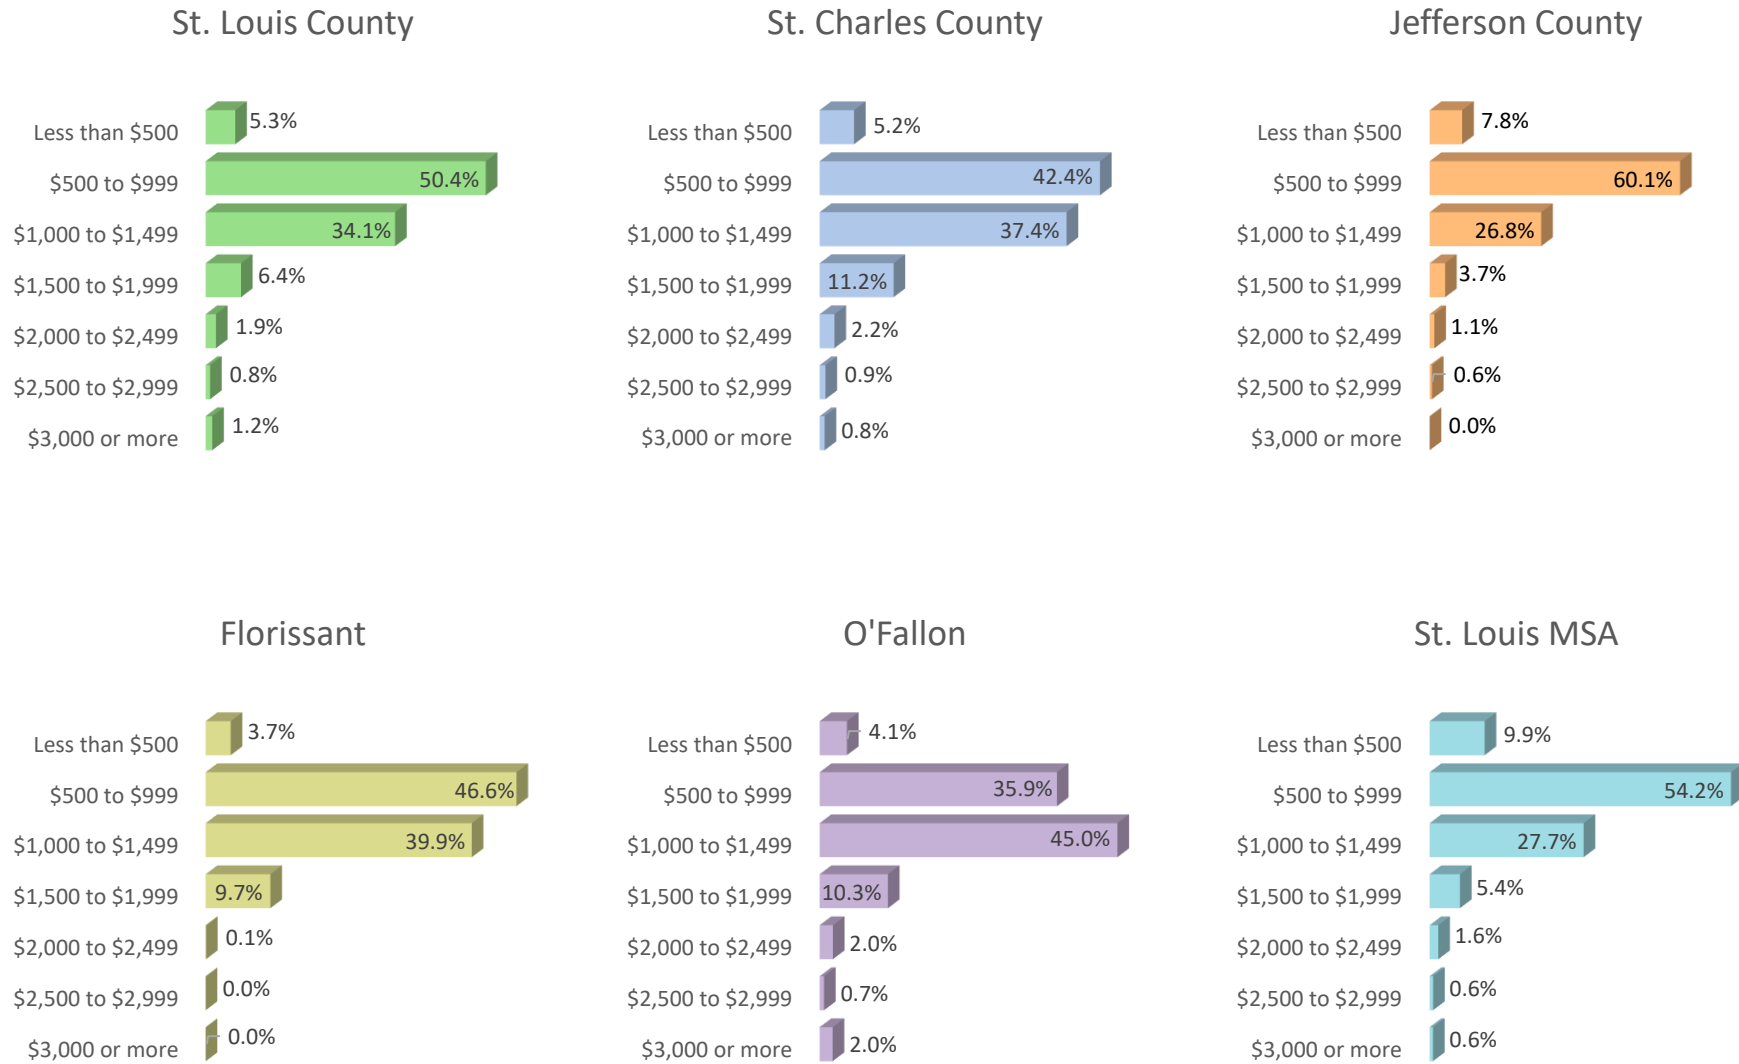 St. Louis County
Less than $500 5.3%
$500 to $999 50.4%
$1,000 to $1,499 34.1%
$1,500 to $1,999 6.4%
$2,000 to $2,499 1.9%
$2,500 to $2,999 0.8%
$3,000 or more 1.2%
St. Charles County
Less than $500 5.2%
$500 to $999 42.4%
$1,000 to $1,499 37.4%
$1,500 to $1,999 11.2%
$2,000 to $2,499 2.2%
$2,500 to $2,999 0.9%
$3,000 or more 0.8%
Jefferson County
Less than $500 7.8%
$500 to $999 60.1%
$1,000 to $1,499 26.8%
$1,500 to $1,999 3.7%
$2,000 to $2,499 1.1%
$2,500 to $2,999 0.6%
$3,000 or more 0.0%
Florissant
Less than $500 3.7%
$500 to $999 46.6%
$1,000 to $1,499 39.9%
$1,500 to $1,999 9.7%
$2,000 to $2,499 0.1%
$2,500 to $2,999 0.0%
$3,000 or more 0.0%
O'Fallon
Less than $500 4.1%
$500 to $999 35.9%
$1,000 to $1,499 45.0%
$1,500 to $1,999 10.3%
$2,000 to $2,499 2.0%
$2,500 to $2,999 0.7%
$3,000 or more 2.0%
St. Louis MSA
Less than $500 9.9%
$500 to $999 54.2%
$1,000 to $1,499 27.7%
$1,500 to $1,999 5.4%
$2,000 to $2,499 1.6%
$2,500 to $2,999 0.6%
$3,000 or more 0.6%